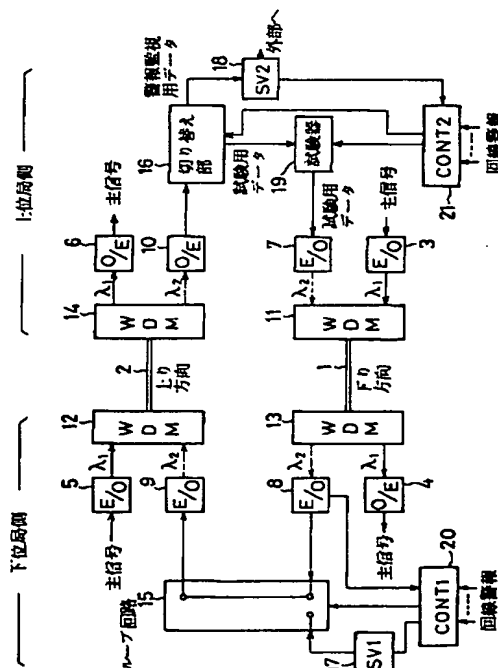 下位局側
上位局側
主信号
5
E/O
λ1
12
WDM
2
上り方向
14
WDM
λ1
6
O/E
主信号
9
E/O
λ2
λ2
10
O/E
16
切り替え部
警報監視用データ
18
SV2
外部へ
ループ回路
15
試験用データ
19
試験器
試験用データ
8
E/O
λ2
13
WDM
1
下り方向
11
WDM
λ2
7
E/O
主信号
4
O/E
λ1
λ1
3
E/O
主信号
7
SV1
20
CONT1
回線警報
21
CONT2
回線警報